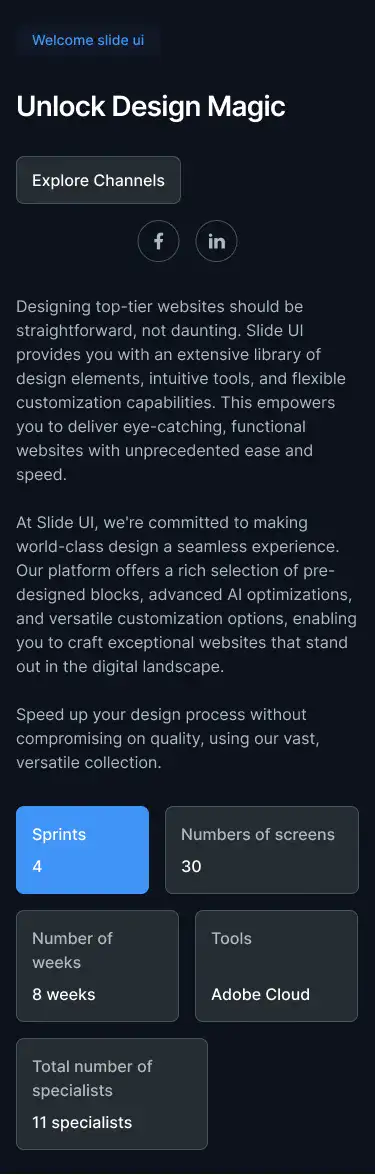 Welcome slide ui
Unlock Design Magic
Explore Channels
Designing top-tier websites should be
straightforward, not daunting. Slide UI
provides you with an extensive library of
design elements, intuitive tools, and flexible
customization capabilities. This empowers
you to deliver eye-catching, functional
websites with unprecedented ease and
speed.
At Slide UI, we're committed to making
world-class design a seamless experience.
Our platform offers a rich selection of pre-
designed blocks, advanced AI optimizations,
and versatile customization options, enabling
you to craft exceptional websites that stand
out in the digital landscape.
Speed up your design process without
compromising on quality, using our vast,
versatile collection.
Sprints
4
Numbers of screens
30
Number of
weeks
8 weeks
Tools
Adobe Cloud
Total number of
specialists
11 specialists